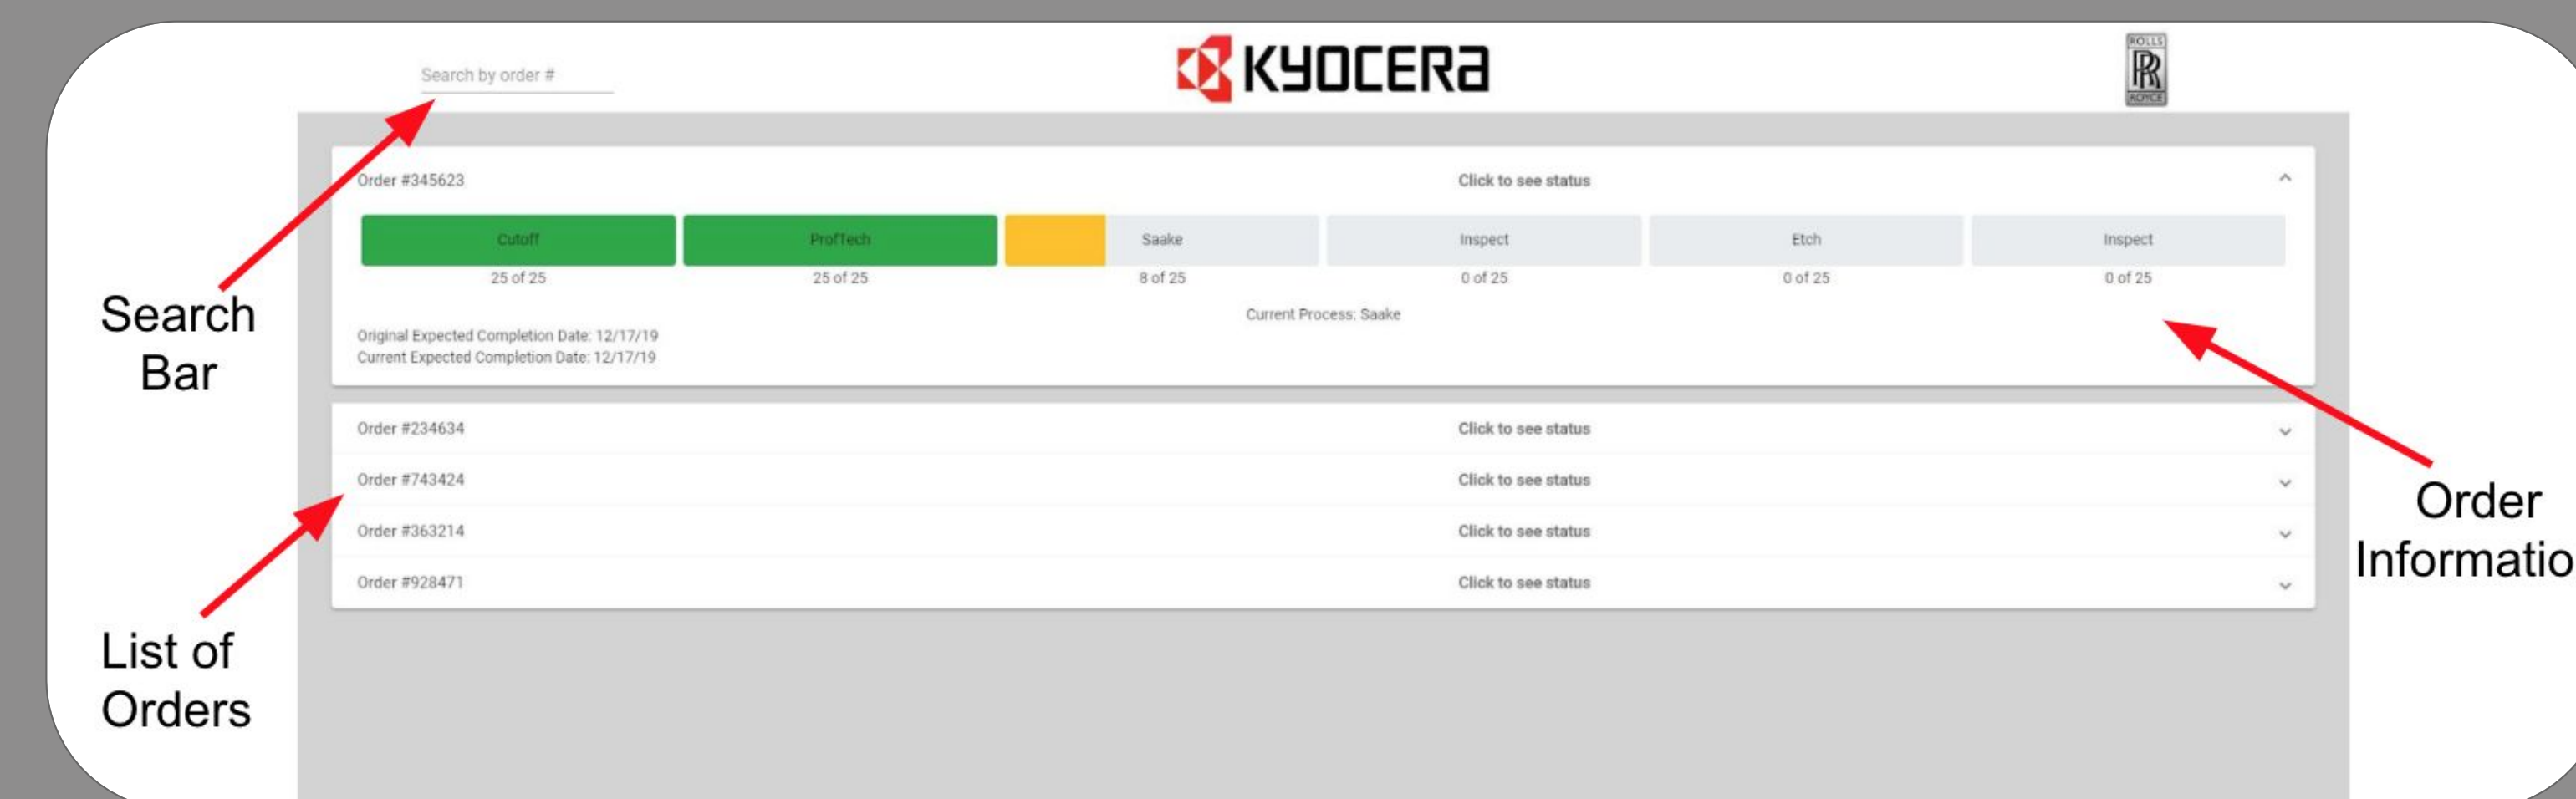 Search by order #
KYOCERA
ROLLS
RR
ROYCE
Order #345623 Click to see status
Cutoff ProfTech Saake Inspect Etch Inspect
25 of 25 25 of 25 8 of 25 0 of 25 0 of 25 0 of 25
Current Process: Saake
Original Expected Completion Date: 12/17/19
Current Expected Completion Date: 12/17/19
Order #234634 Click to see status
Order #743424 Click to see status
Order #363214 Click to see status
Order #928471 Click to see status
Search
Bar
List of
Orders
Order
Informatio